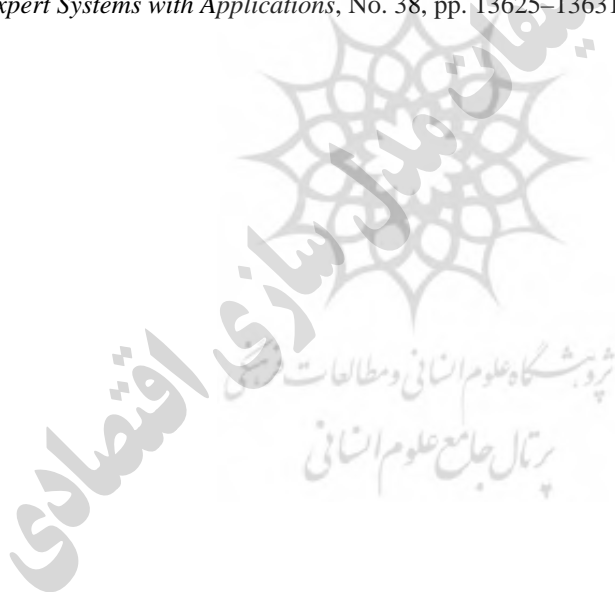 xpert Systems with Applications, No. 38, pp. 13625–13631
تحقیقات مدل سازی اقتصادی
پژوهشگاه علوم انسانی و مطالعات فرهنگی
پرتال جامع علوم انسانی